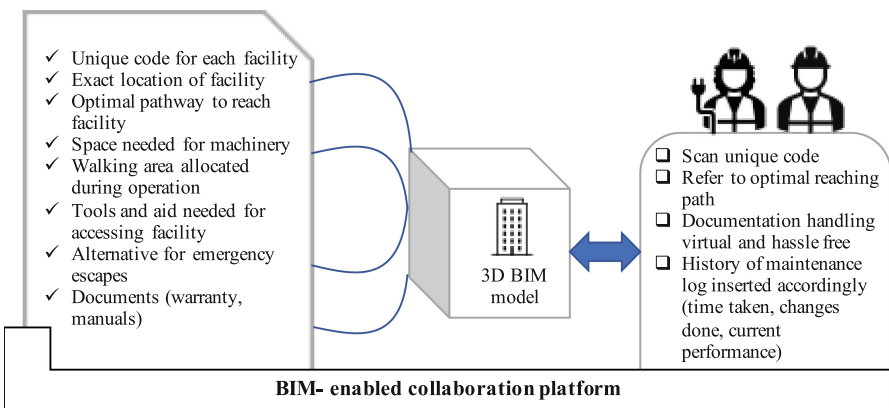 ✓ Unique code for each facility
✓ Exact location of facility
✓ Optimal pathway to reach
facility
✓ Space needed for machinery
✓ Walking area allocated
during operation
✓ Tools and aid needed for
accessing facility
✓ Alternative for emergency
escapes
✓ Documents (warranty,
manuals)
3D BIM
model
❑ Scan unique code
❑ Refer to optimal reaching
path
❑ Documentation handling
virtual and hassle free
❑ History of maintenance
log inserted accordingly
(time taken, changes
done, current
performance)
BIM- enabled collaboration platform